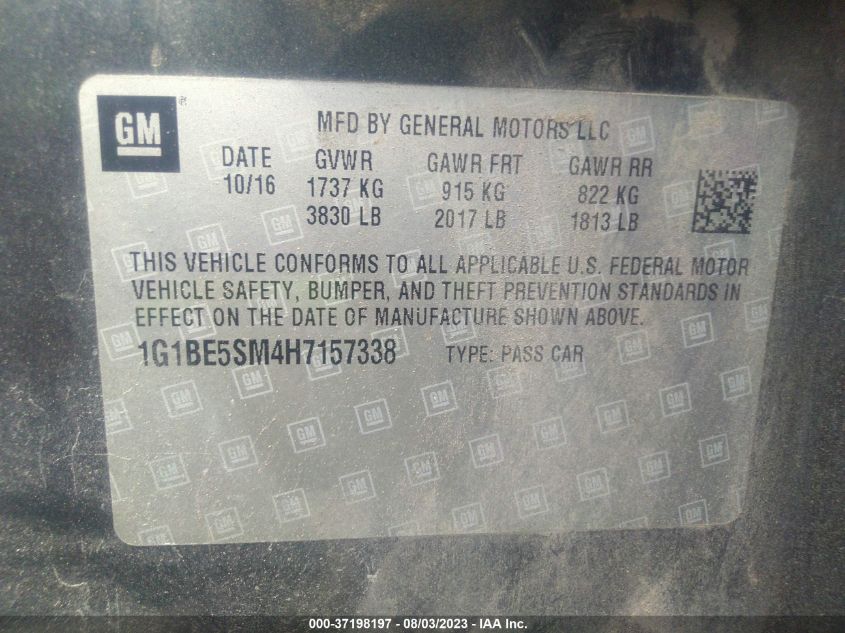 GM
MFD BY GENERAL MOTORS LLC
DATE GVWR GAWR FRT GAWR RR
10/16 1737 KG 915 KG 822 KG
3830 LB 2017 LB 1813 LB
THIS VEHICLE CONFORMS TO ALL APPLICABLE U.S. FEDERAL MOTOR
VEHICLE SAFETY, BUMPER, AND THEFT PREVENTION STANDARDS IN
EFFECT ON THE DATE OF MANUFACTURE SHOWN ABOVE.
1G1BE5SM4H7157338 TYPE: PASS CAR
000-37198197 - 08/03/2023 - IAA Inc.